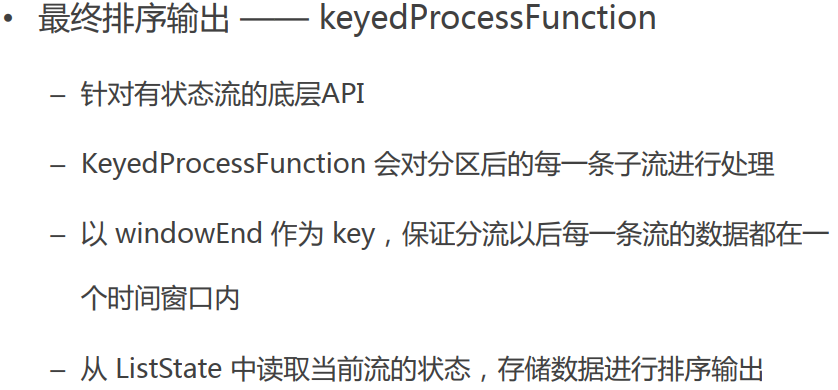 • 最终排序输出 —— keyedProcessFunction
– 针对有状态流的底层API
– KeyedProcessFunction 会对分区后的每一条子流进行处理
– 以 windowEnd 作为 key，保证分流以后每一条流的数据都在一
个时间窗口内
– 从 ListState 中读取当前流的状态，存储数据进行排序输出